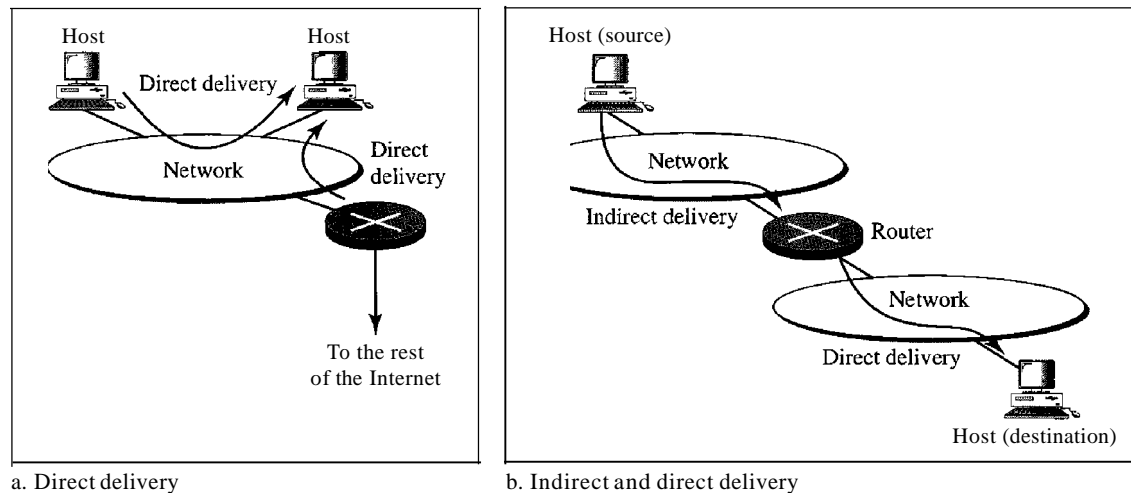 Host
Host
Direct delivery
Network
Direct
delivery
To the rest
of the Internet
a. Direct delivery
Host (source)
Network
Indirect delivery
Router
Network
Direct delivery
Host (destination)
b. Indirect and direct delivery